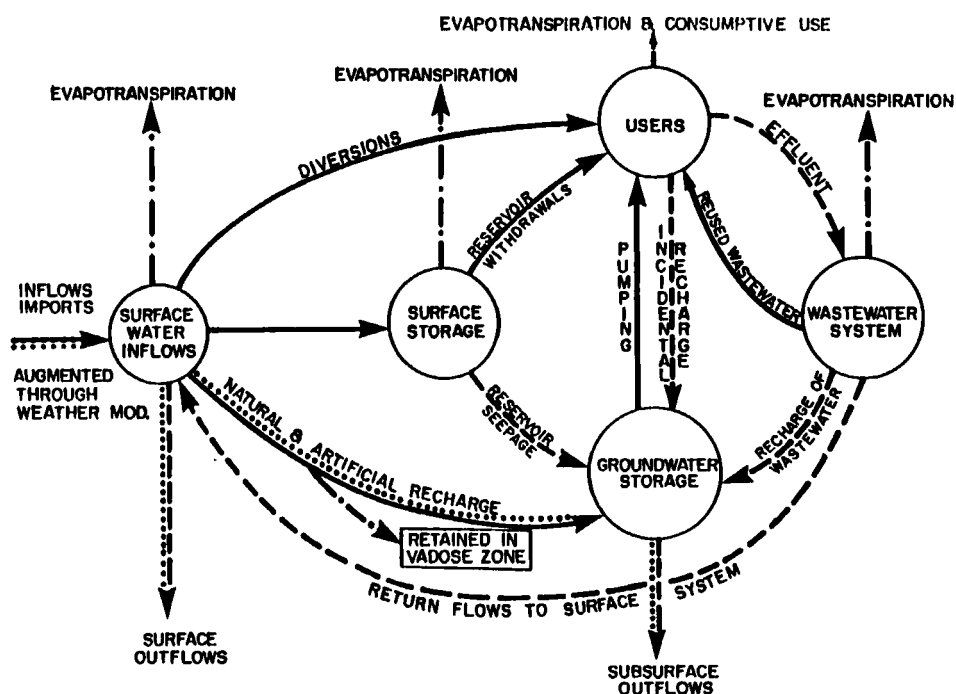 EVAPOTRANSPIRATION & CONSUMPTIVE USE
EVAPOTRANSPIRATION
EVAPOTRANSPIRATION
EVAPOTRANSPIRATION
USERS
DIVERSIONS
EFFLUENT
RESERVOIR
WITHDRAWALS
PUMPING
INCIDENTAL
RECHARGE
REUSED WASTEWATER
INFLOWS
IMPORTS
SURFACE
WATER
INFLOWS
SURFACE
STORAGE
WASTEWATER
SYSTEM
AUGMENTED
THROUGH
WEATHER MOD.
NATURAL & ARTIFICIAL RECHARGE
RESERVOIR
SEEPAGE
GROUNDWATER
STORAGE
RECHARGE OF
WASTEWATER
RETAINED IN
VADOSE ZONE
RETURN FLOWS TO SURFACE SYSTEM
SURFACE
OUTFLOWS
SUBSURFACE
OUTFLOWS